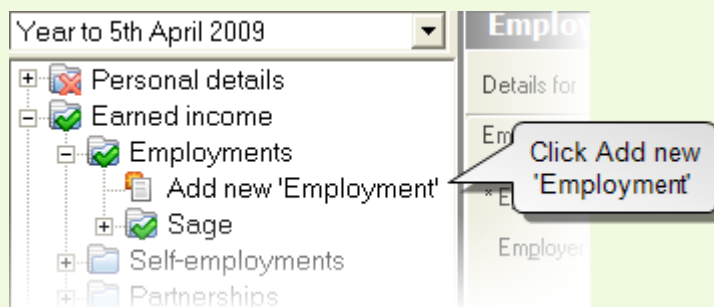 Year to 5th April 2009
Personal details
Earned income
Employments
Add new 'Employment'
Sage
Self-employments
Partnerships
Details for
Click Add new
'Employment'
Employer